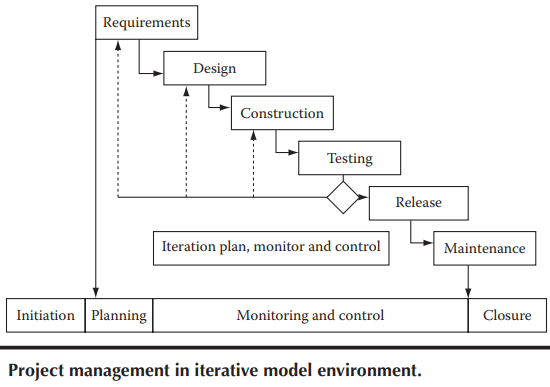 Requirements
Design
Construction
Testing
Release
Iteration plan, monitor and control
Maintenance
Initiation
Planning
Monitoring and control
Closure
Project management in iterative model environment.